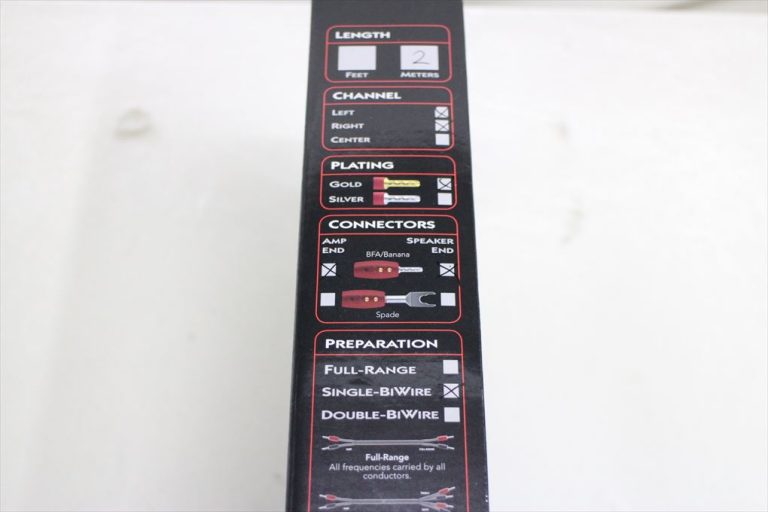 LENGTH
2
FEET METERS
CHANNEL
LEFT
RIGHT
CENTER
PLATING
GOLD
SILVER
CONNECTORS
AMP END SPEAKER END
BFA/Banana
Spade
PREPARATION
FULL-RANGE
SINGLE-BIWIRE
DOUBLE-BIWIRE
Full-Range
All frequencies carried by all
conductors.